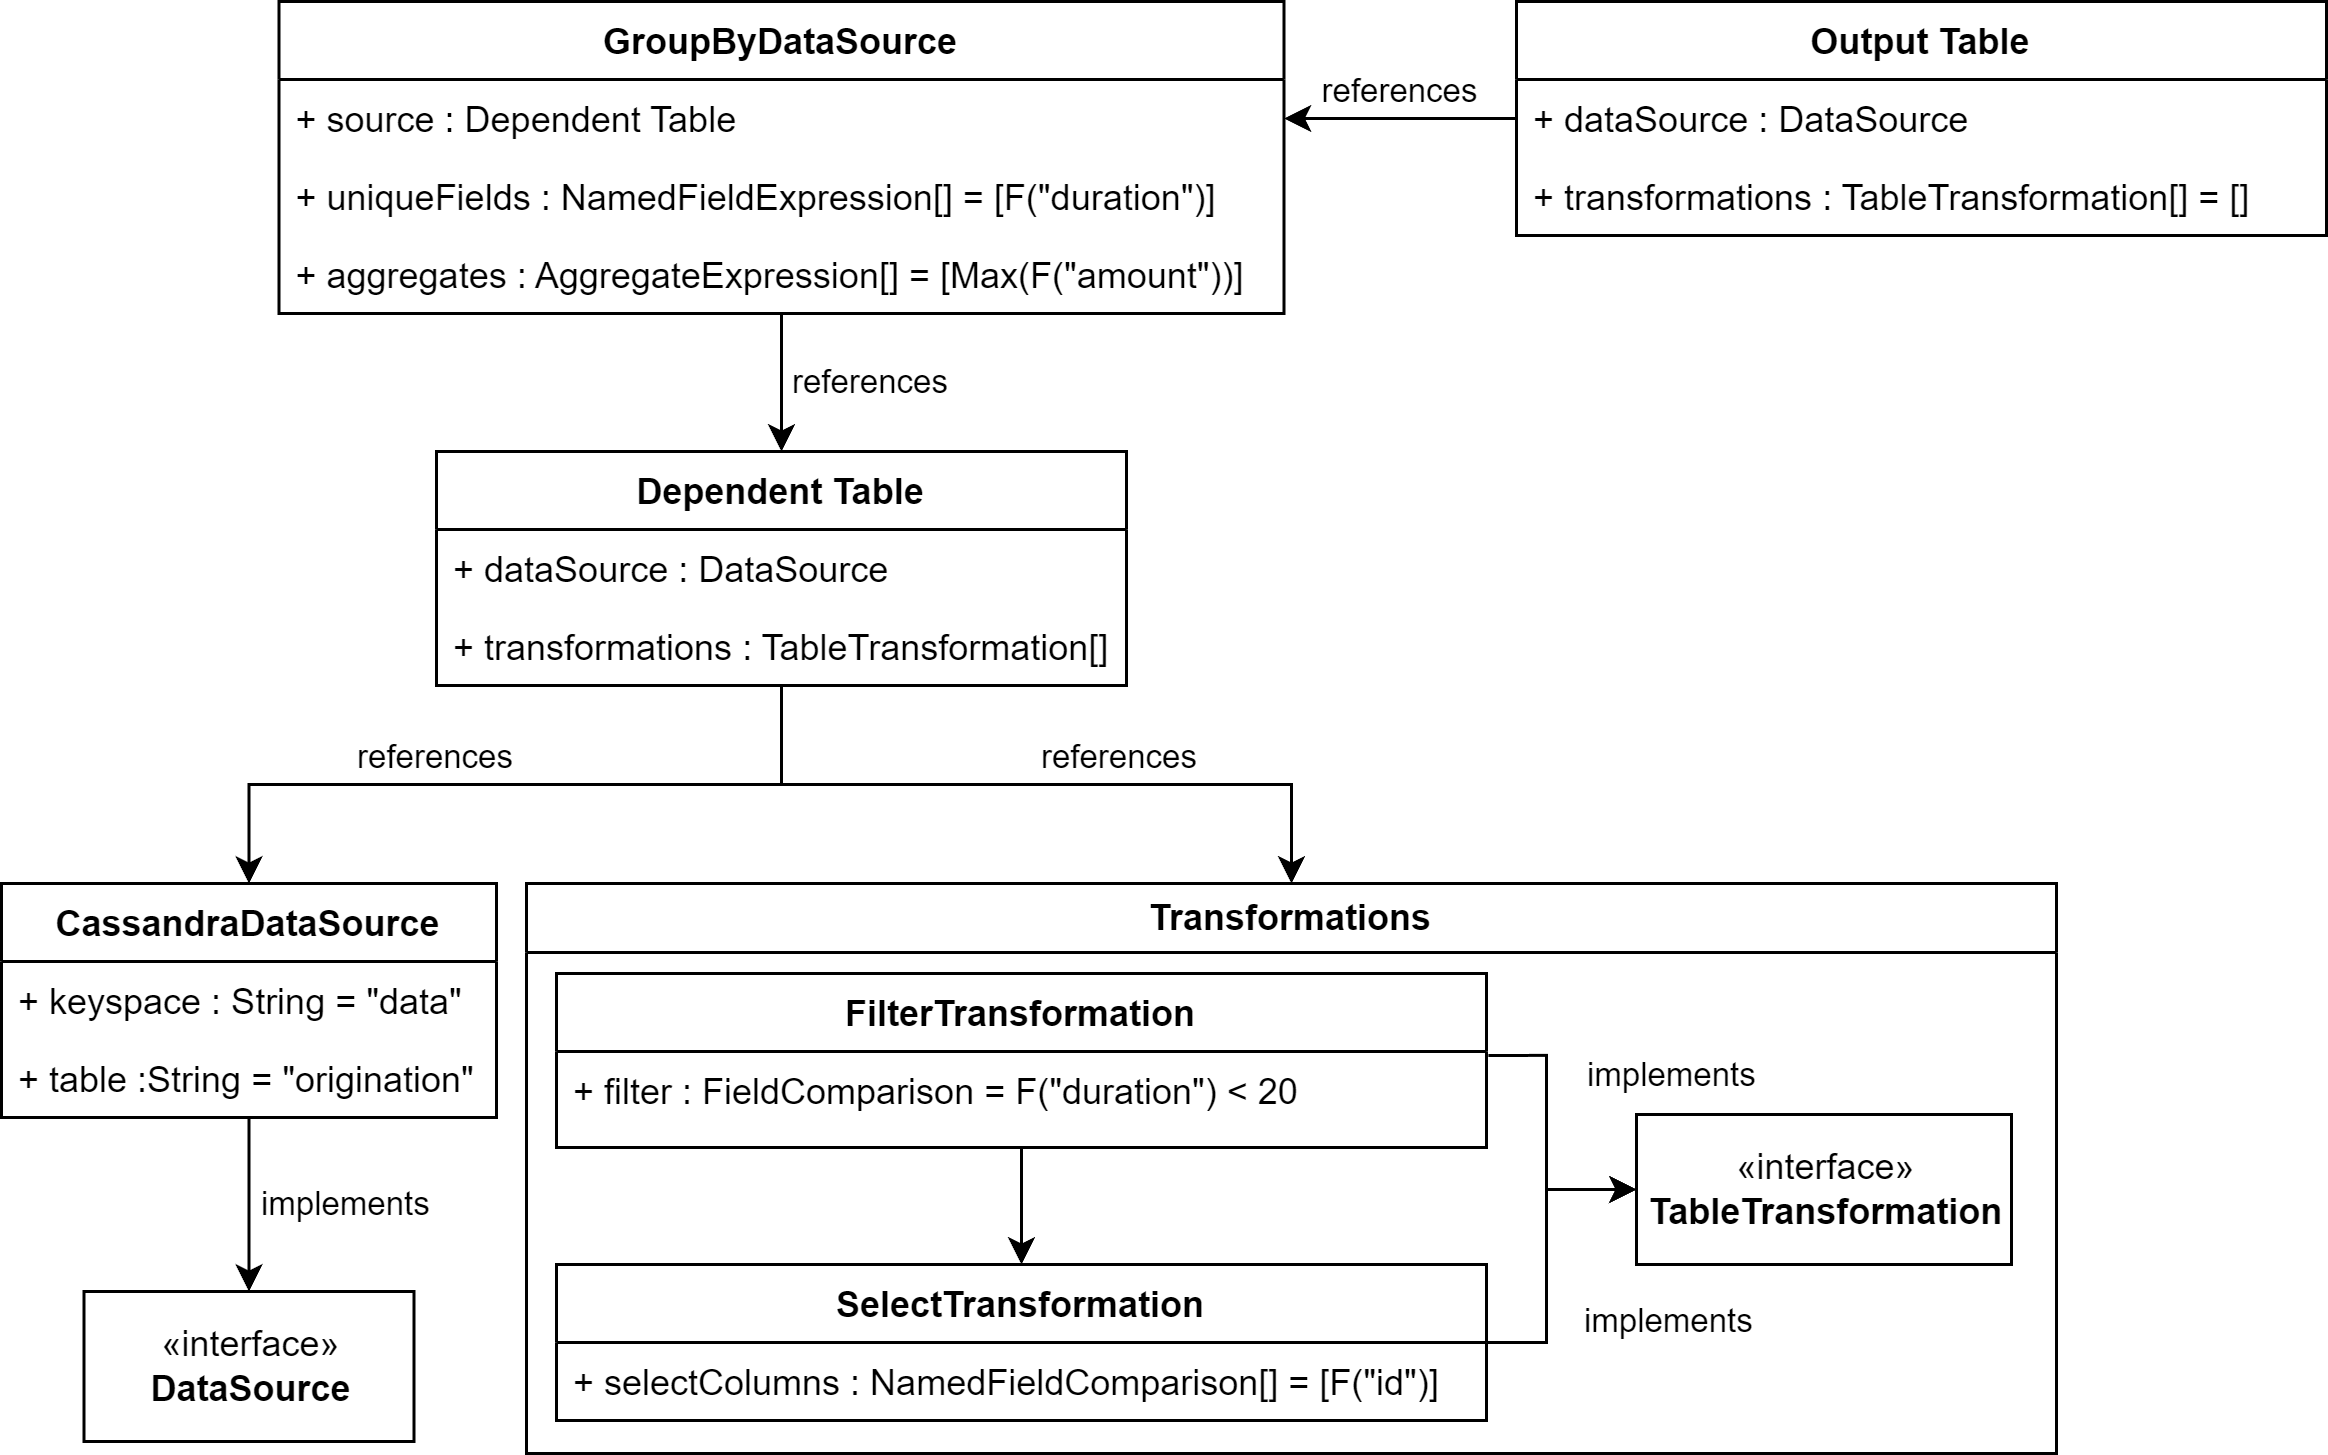 GroupByDataSource
+ source : Dependent Table
+ uniqueFields : NamedFieldExpression[] = [F("duration")]
+ aggregates : AggregateExpression[] = [Max(F("amount"))]
references
Output Table
+ dataSource : DataSource
+ transformations : TableTransformation[] = []
references
Dependent Table
+ dataSource : DataSource
+ transformations : TableTransformation[]
references
references
CassandraDataSource
+ keyspace : String = "data"
+ table :String = "origination"
implements
«interface»
DataSource
Transformations
FilterTransformation
+ filter : FieldComparison = F("duration") < 20
implements
«interface»
TableTransformation
SelectTransformation
+ selectColumns : NamedFieldComparison[] = [F("id")]
implements